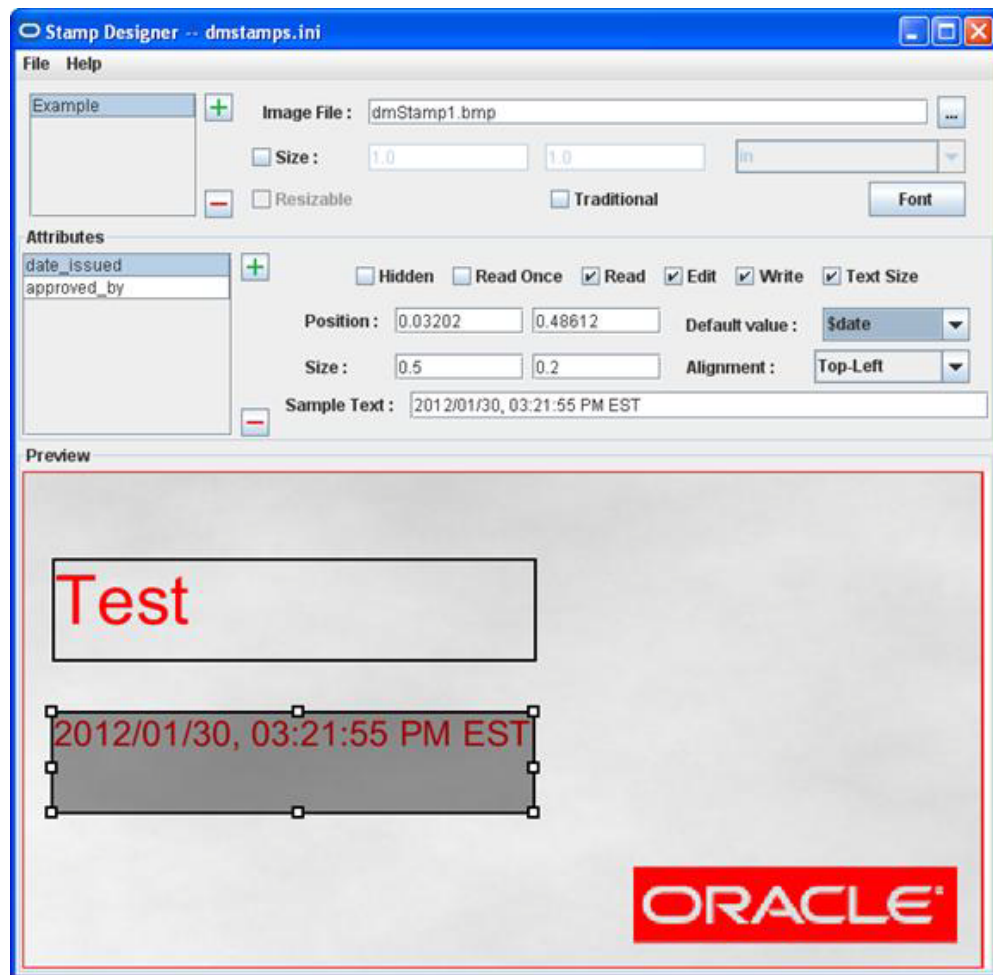 Stamp Designer -- dmstamps.ini
File Help
Example
Image File : dmStamp1.bmp ...
Size : 1.0 1.0 in
Resizable Traditional Font
Attributes
date_issued
approved_by
Hidden Read Once Read Edit Write Text Size
Position : 0.03202 0.48612 Default value : $date
Size : 0.5 0.2 Alignment : Top-Left
Sample Text : 2012/01/30, 03:21:55 PM EST
Preview
Test
2012/01/30, 03:21:55 PM EST
ORACLE